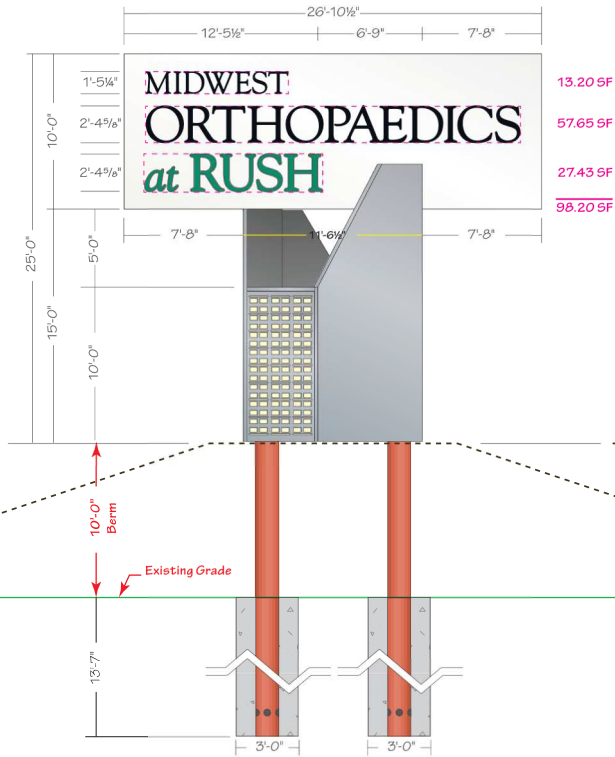 26'-10½"
12'-5½" 6'-9" 7'-8"
1'-5¼" MIDWEST 13.20 SF
10'-0" 2'-4⅝" ORTHOPAEDICS 57.65 SF
2'-4⅝" at RUSH 27.43 SF
98.20 SF
7'-8" 11'-6½" 7'-8"
25'-0" 5'-0"
15'-0"
10'-0"
10'-0"
Berm
Existing Grade
13'-7"
3'-0" 3'-0"